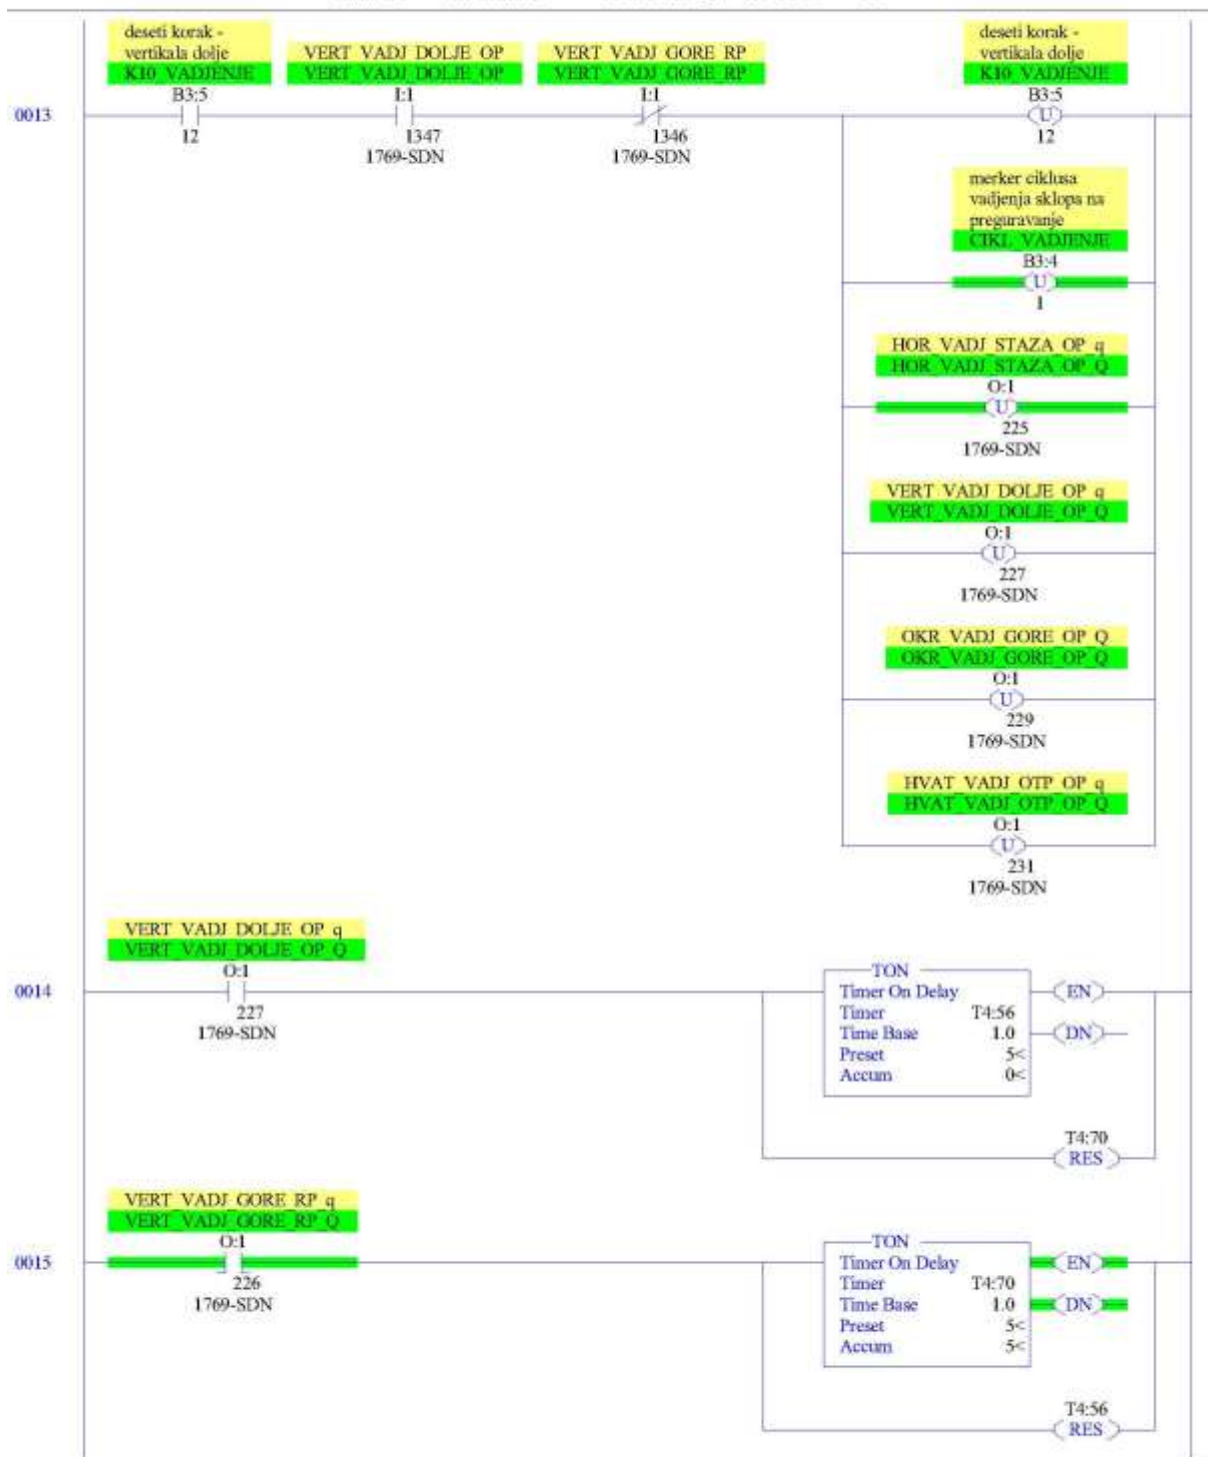 deseti korak -
vertikala dolje
K10_VADJENJE
B3:5
12
VERT_VADJ_DOLJE_OP
VERT_VADJ_DOLJE_OP
I:1
1347
1769-SDN
VERT_VADJ_GORE_RP
VERT_VADJ_GORE_RP
I:1
1346
1769-SDN
deseti korak -
vertikala dolje
K10_VADJENJE
B3:5
U
12
0013
merker ciklusa
vadjenja sklopa na
preguravanje
CIKL_VADJENJE
B3:4
U
1
HOR_VADJ_STAZA_OP_q
HOR_VADJ_STAZA_OP_Q
O:1
U
225
1769-SDN
VERT_VADJ_DOLJE_OP_q
VERT_VADJ_DOLJE_OP_Q
O:1
U
227
1769-SDN
OKR_VADJ_GORE_OP_Q
OKR_VADJ_GORE_OP_Q
O:1
U
229
1769-SDN
HVAT_VADJ_OTP_OP_q
HVAT_VADJ_OTP_OP_Q
O:1
U
231
1769-SDN
VERT_VADJ_DOLJE_OP_q
VERT_VADJ_DOLJE_OP_Q
O:1
227
1769-SDN
0014
TON
Timer On Delay
Timer T4:56
Time Base 1.0
Preset 5<
Accum 0<
EN
DN
T4:70
RES
VERT_VADJ_GORE_RP_q
VERT_VADJ_GORE_RP_Q
O:1
226
1769-SDN
0015
TON
Timer On Delay
Timer T4:70
Time Base 1.0
Preset 5<
Accum 5<
EN
DN
T4:56
RES